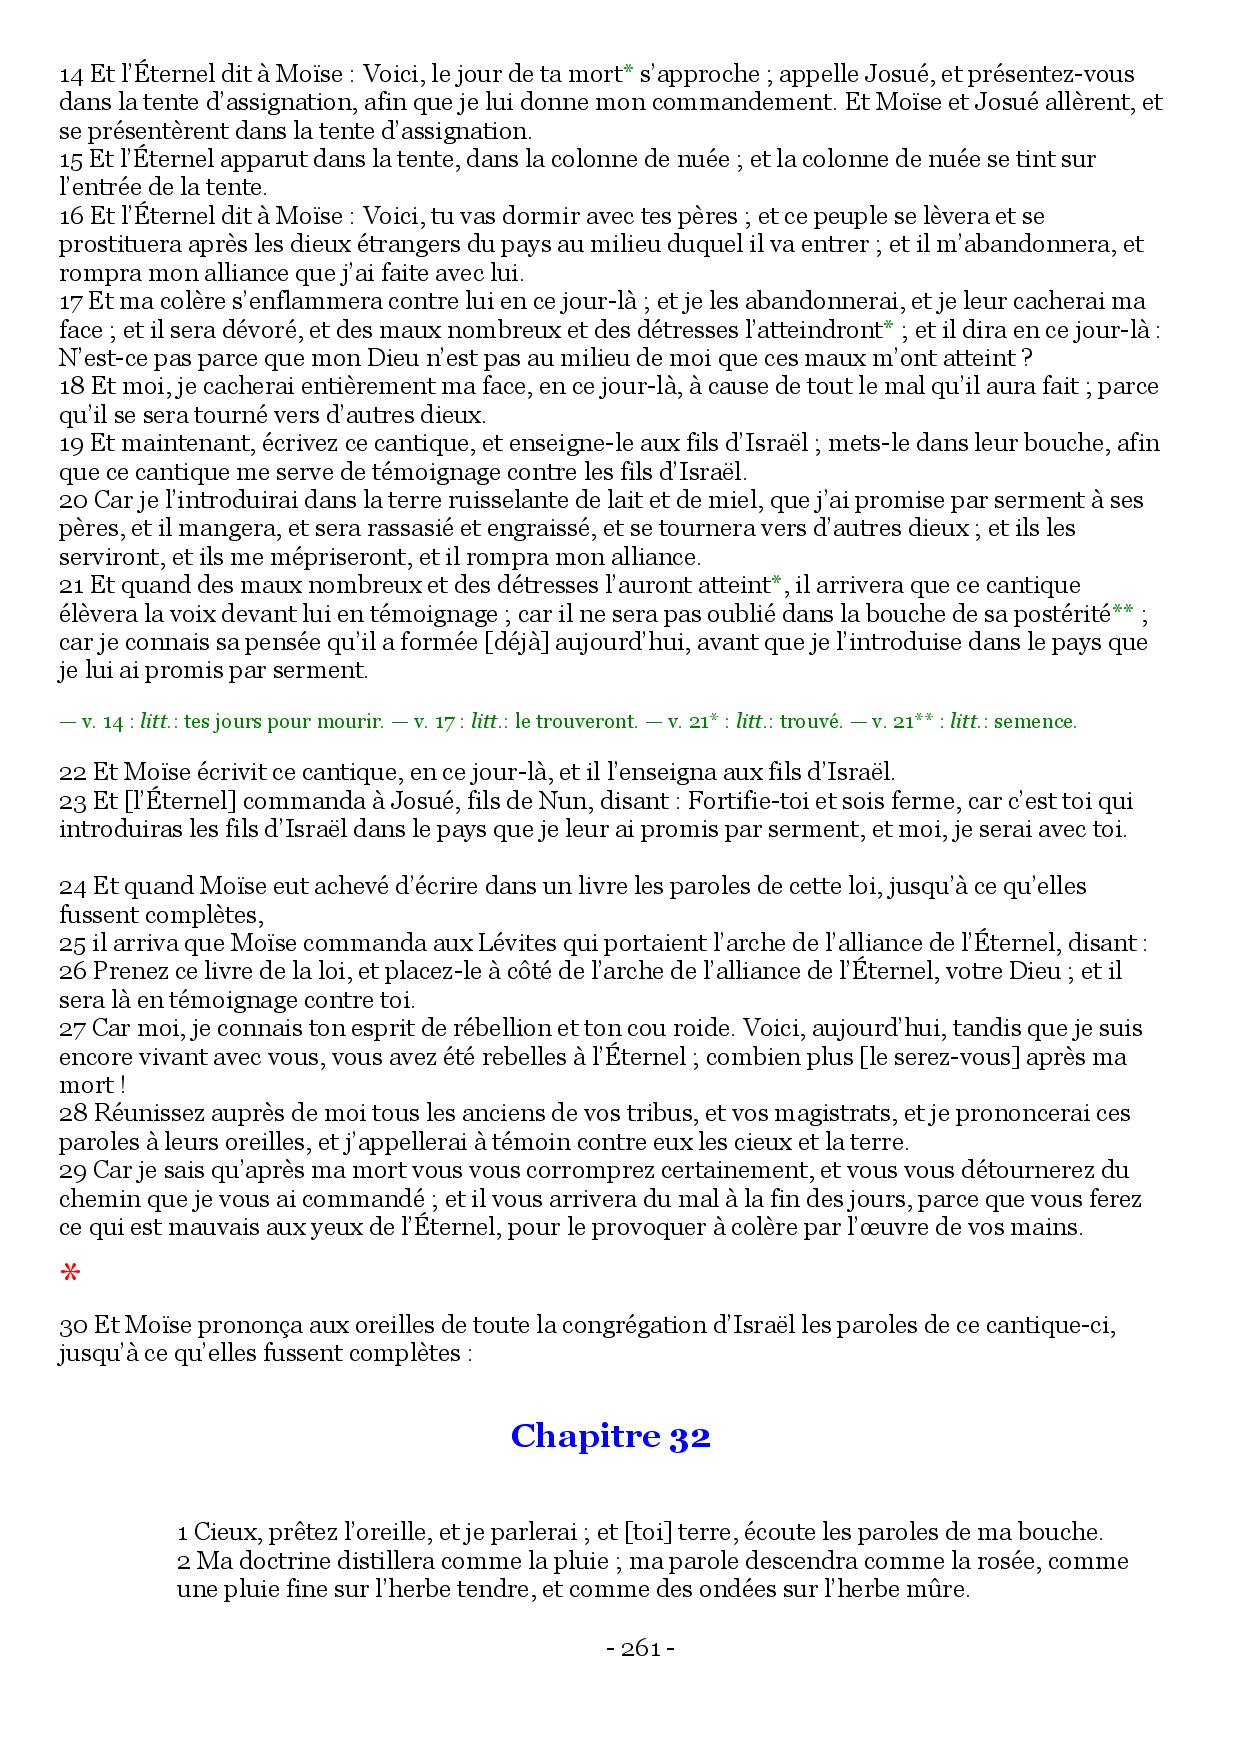 14 Et l’Éternel dit à Moïse : Voici, le jour de ta mort* s’approche ; appelle Josué, et présentez-vous
dans la tente d’assignation, afin que je lui donne mon commandement. Et Moïse et Josué allèrent, et
se présentèrent dans la tente d’assignation.
15 Et l’Éternel apparut dans la tente, dans la colonne de nuée ; et la colonne de nuée se tint sur
l’entrée de la tente.
16 Et l’Éternel dit à Moïse : Voici, tu vas dormir avec tes pères ; et ce peuple se lèvera et se
prostituera après les dieux étrangers du pays au milieu duquel il va entrer ; et il m’abandonnera, et
rompra mon alliance que j’ai faite avec lui.
17 Et ma colère s’enflammera contre lui en ce jour-là ; et je les abandonnerai, et je leur cacherai ma
face ; et il sera dévoré, et des maux nombreux et des détresses l’atteindront* ; et il dira en ce jour-là :
N’est-ce pas parce que mon Dieu n’est pas au milieu de moi que ces maux m’ont atteint ?
18 Et moi, je cacherai entièrement ma face, en ce jour-là, à cause de tout le mal qu’il aura fait ; parce
qu’il se sera tourné vers d’autres dieux.
19 Et maintenant, écrivez ce cantique, et enseigne-le aux fils d’Israël ; mets-le dans leur bouche, afin
que ce cantique me serve de témoignage contre les fils d’Israël.
20 Car je l’introduirai dans la terre ruisselante de lait et de miel, que j’ai promise par serment à ses
pères, et il mangera, et sera rassasié et engraissé, et se tournera vers d’autres dieux ; et ils les
serviront, et ils me mépriseront, et il rompra mon alliance.
21 Et quand des maux nombreux et des détresses l’auront atteint*, il arrivera que ce cantique
élèvera la voix devant lui en témoignage ; car il ne sera pas oublié dans la bouche de sa postérité** ;
car je connais sa pensée qu’il a formée [déjà] aujourd’hui, avant que je l’introduise dans le pays que
je lui ai promis par serment.
— v. 14 : litt.: tes jours pour mourir. — v. 17 : litt.: le trouveront. — v. 21* : litt.: trouvé. — v. 21** : litt.: semence.
22 Et Moïse écrivit ce cantique, en ce jour-là, et il l’enseigna aux fils d’Israël.
23 Et [l’Éternel] commanda à Josué, fils de Nun, disant : Fortifie-toi et sois ferme, car c’est toi qui
introduiras les fils d’Israël dans le pays que je leur ai promis par serment, et moi, je serai avec toi.
24 Et quand Moïse eut achevé d’écrire dans un livre les paroles de cette loi, jusqu’à ce qu’elles
fussent complètes,
25 il arriva que Moïse commanda aux Lévites qui portaient l’arche de l’alliance de l’Éternel, disant :
26 Prenez ce livre de la loi, et placez-le à côté de l’arche de l’alliance de l’Éternel, votre Dieu ; et il
sera là en témoignage contre toi.
27 Car moi, je connais ton esprit de rébellion et ton cou roide. Voici, aujourd’hui, tandis que je suis
encore vivant avec vous, vous avez été rebelles à l’Éternel ; combien plus [le serez-vous] après ma
mort !
28 Réunissez auprès de moi tous les anciens de vos tribus, et vos magistrats, et je prononcerai ces
paroles à leurs oreilles, et j’appellerai à témoin contre eux les cieux et la terre.
29 Car je sais qu’après ma mort vous vous corromprez certainement, et vous vous détournerez du
chemin que je vous ai commandé ; et il vous arrivera du mal à la fin des jours, parce que vous ferez
ce qui est mauvais aux yeux de l’Éternel, pour le provoquer à colère par l’œuvre de vos mains.
*
30 Et Moïse prononça aux oreilles de toute la congrégation d’Israël les paroles de ce cantique-ci,
jusqu’à ce qu’elles fussent complètes :
Chapitre 32
1 Cieux, prêtez l’oreille, et je parlerai ; et [toi] terre, écoute les paroles de ma bouche.
2 Ma doctrine distillera comme la pluie ; ma parole descendra comme la rosée, comme
une pluie fine sur l’herbe tendre, et comme des ondées sur l’herbe mûre.
- 261 -